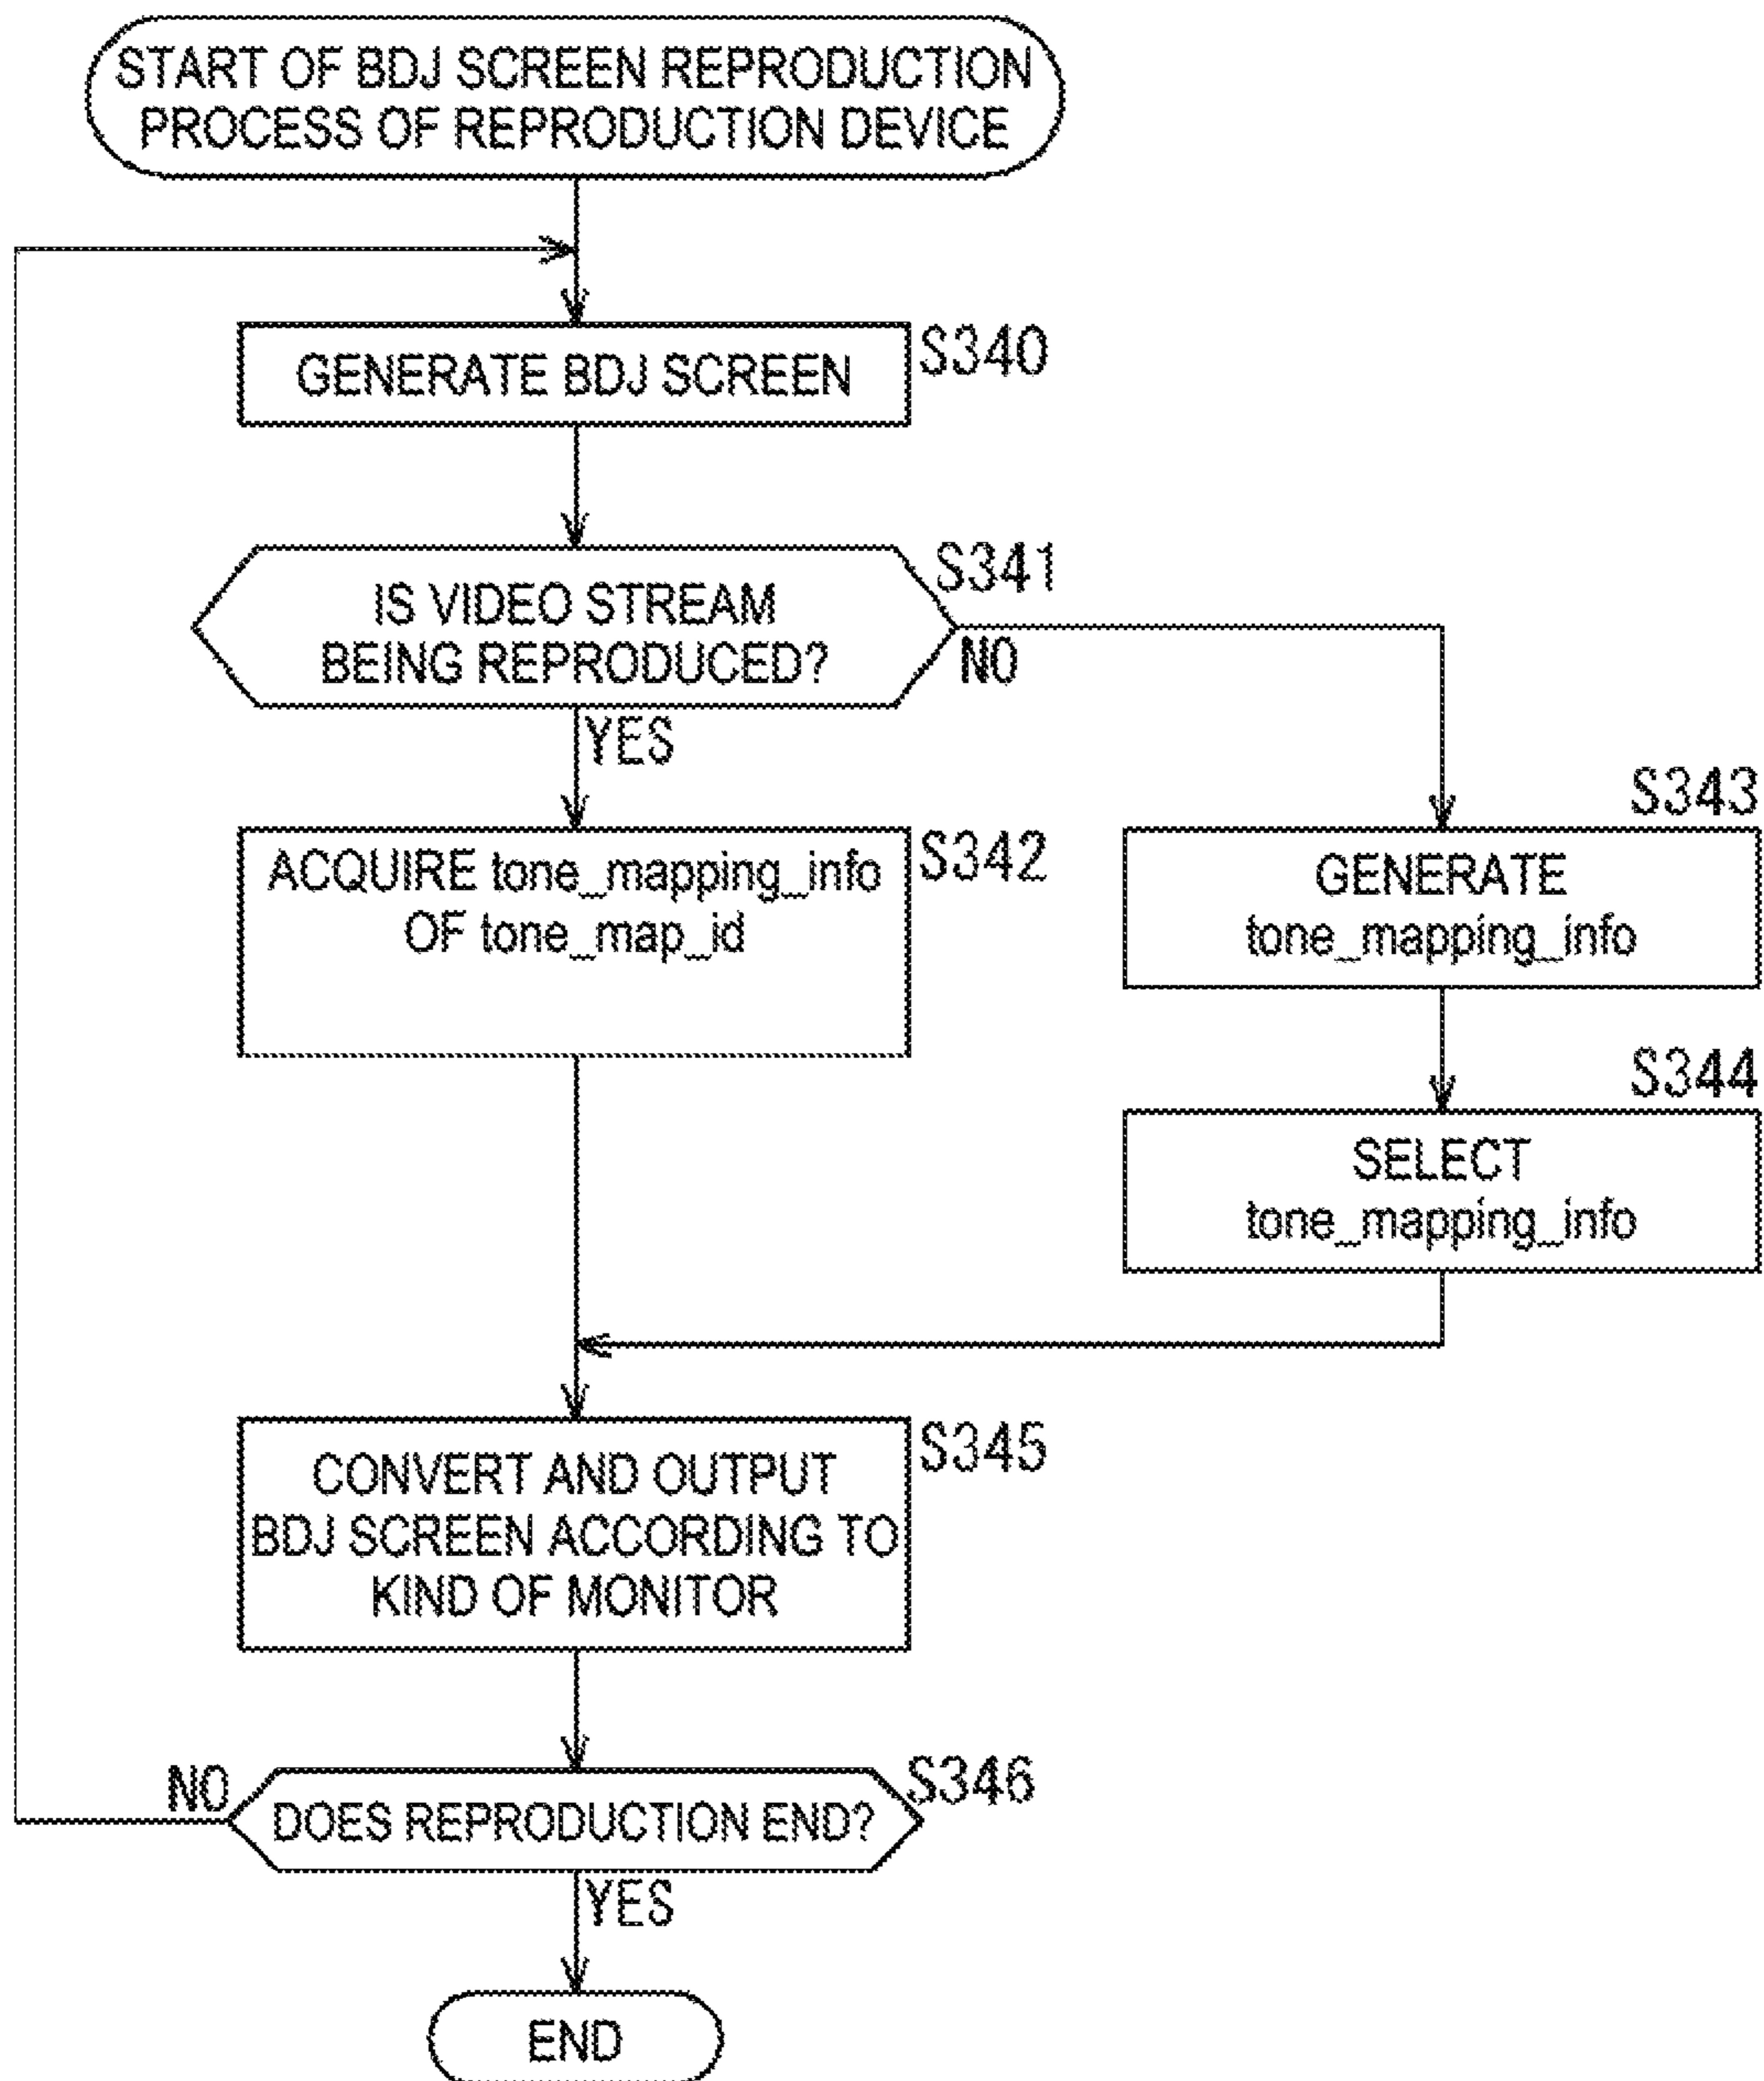 START OF BDJ SCREEN REPRODUCTION
PROCESS OF REPRODUCTION DEVICE
GENERATE BDJ SCREEN
S340
S341
IS VIDEO STREAM
BEING REPRODUCED?
NO
YES
S342
ACQUIRE tone_mapping_info
OF tone_map_id
S343
GENERATE
tone_mapping_info
S344
SELECT
tone_mapping_info
S345
CONVERT AND OUTPUT
BDJ SCREEN ACCORDING TO
KIND OF MONITOR
NO
S346
DOES REPRODUCTION END?
YES
END